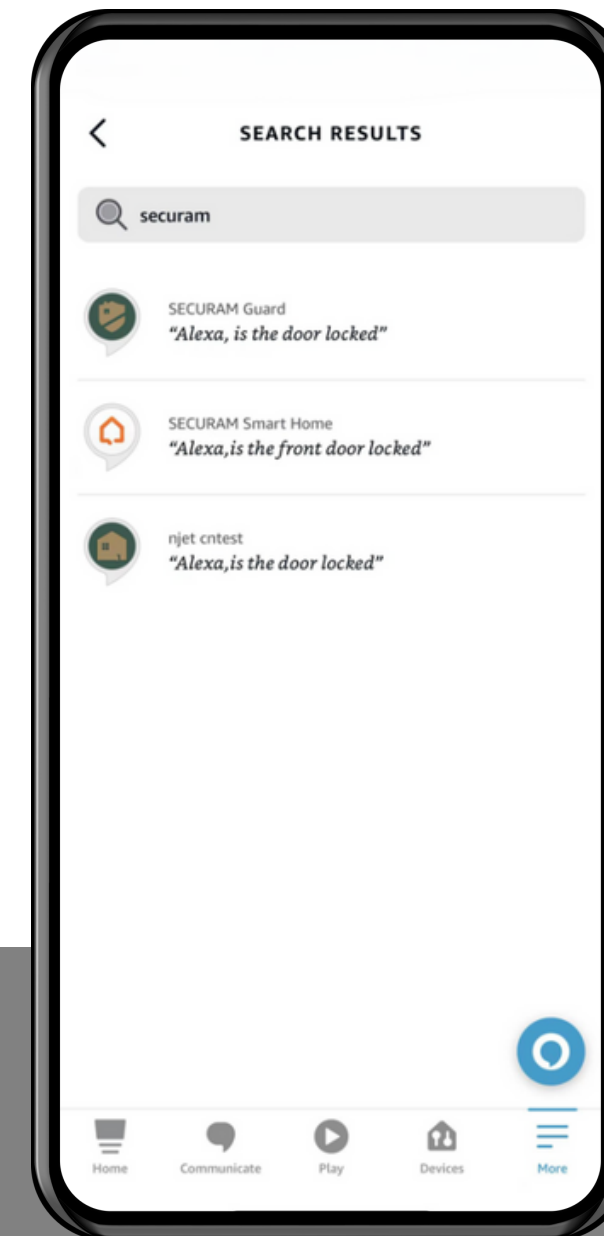 SEARCH RESULTS
securam
SECURAM Guard
“Alexa, is the door locked”
SECURAM Smart Home
“Alexa,is the front door locked”
njet cntest
“Alexa,is the door locked”
Home Communicate Play Devices More